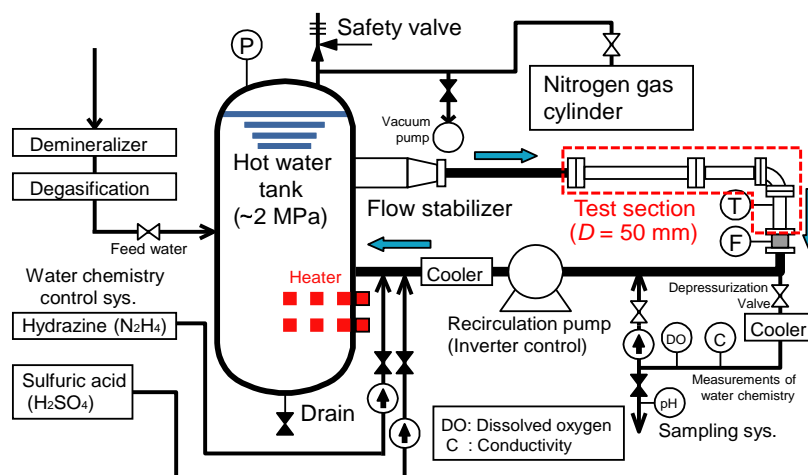 Safety valve
P
Nitrogen gas
cylinder
Vacuum
pump
Demineralizer
Degasification
Hot water
tank
(~2 MPa)
Flow stabilizer
Test section
(D = 50 mm)
T
F
Feed water
Water chemistry
control sys.
Heater
Cooler
Depressurization
Valve
Hydrazine (N2H4)
Recirculation pump
(Inverter control)
DO
C
Cooler
Measurements of
water chemistry
Sulfuric acid
(H2SO4)
Drain
DO: Dissolved oxygen
C : Conductivity
pH
Sampling sys.